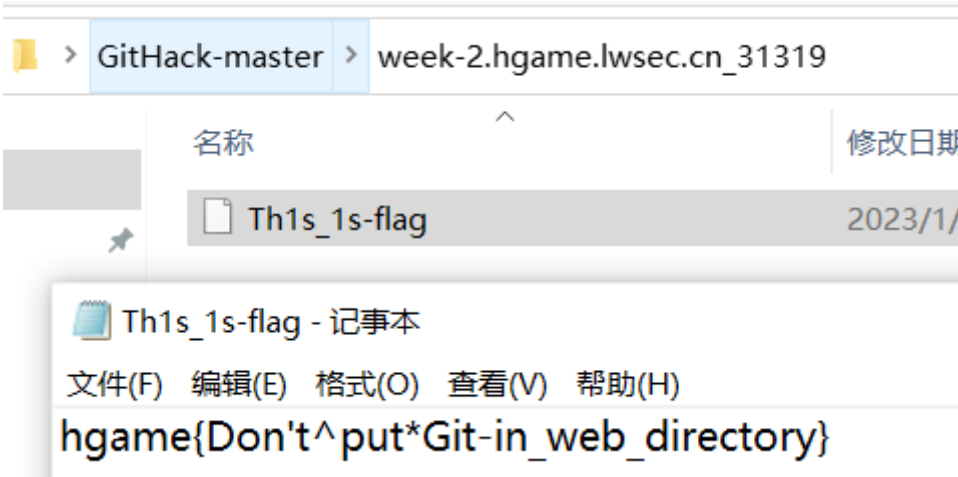 > GitHack-master > week-2.hgame.lwsec.cn_31319
名称 修改日期
Th1s_1s-flag 2023/1/
Th1s_1s-flag - 记事本
文件(F) 编辑(E) 格式(O) 查看(V) 帮助(H)
hgame{Don't^put*Git-in_web_directory}